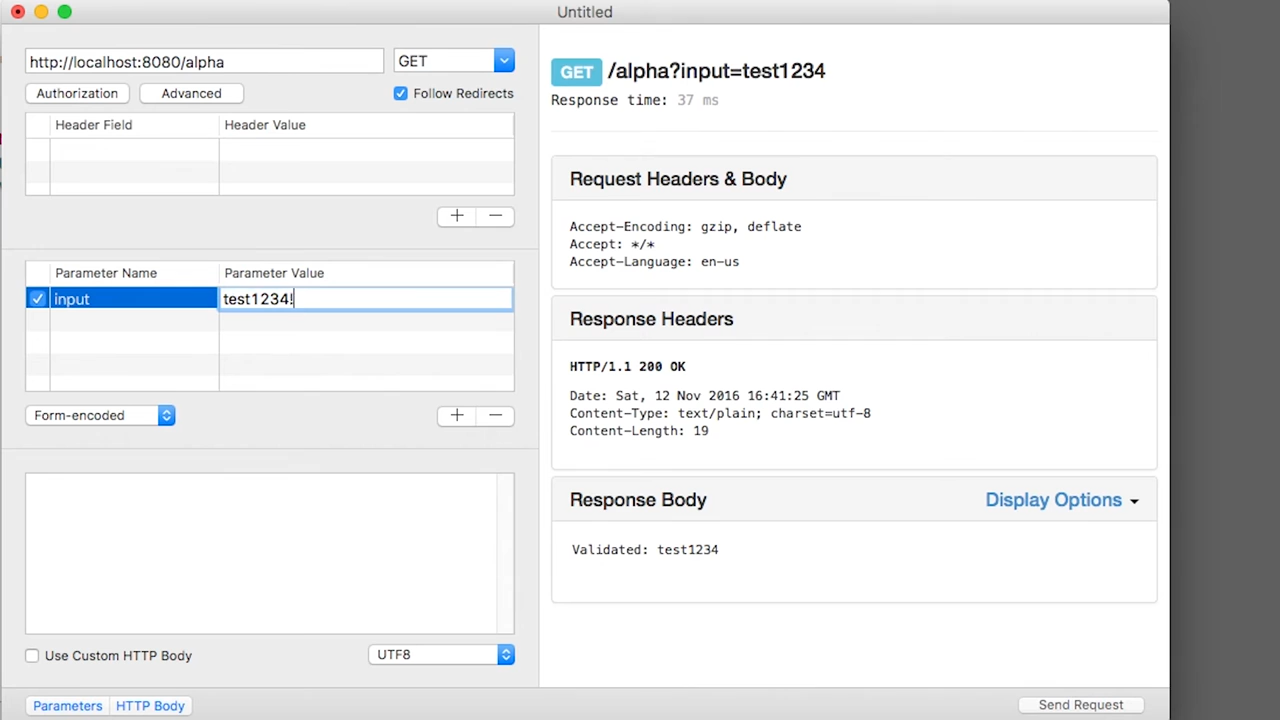 Untitled
http://localhost:8080/alpha
GET
Authorization
Advanced
Follow Redirects
Header Field
Header Value
+
−
Parameter Name
Parameter Value
input
test1234!
Form-encoded
+
−
Use Custom HTTP Body
UTF8
Parameters
HTTP Body
GET /alpha?input=test1234
Response time: 37 ms
Request Headers & Body
Accept-Encoding: gzip, deflate
Accept: */*
Accept-Language: en-us
Response Headers
HTTP/1.1 200 OK
Date: Sat, 12 Nov 2016 16:41:25 GMT
Content-Type: text/plain; charset=utf-8
Content-Length: 19
Response Body
Display Options
Validated: test1234
Send Request